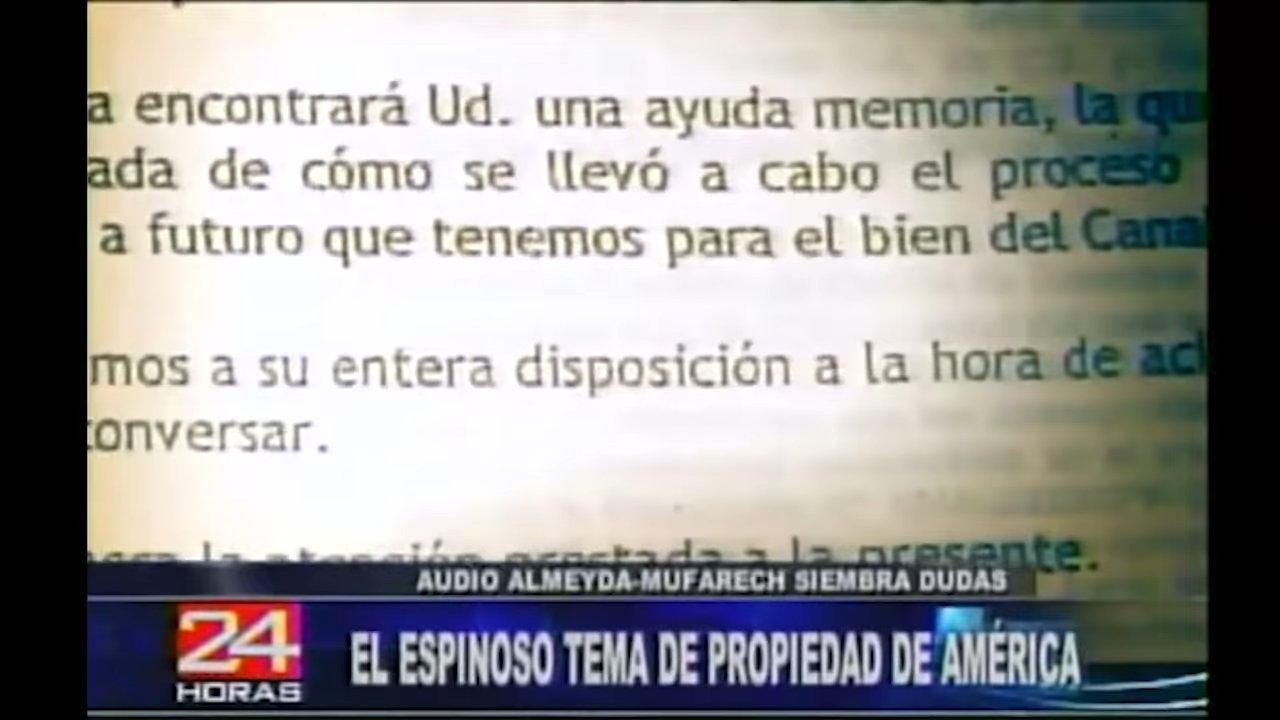 a encontrará Ud. una ayuda memoria, la qu
ada de cómo se llevó a cabo el proceso
a futuro que tenemos para el bien del Canal
mos a su entera disposición a la hora de acl
conversar.
la atención prestada a la presente.
AUDIO ALMEYDA-MUFARECH SIEMBRA DUDAS
24
HORAS
EL ESPINOSO TEMA DE PROPIEDAD DE AMÉRICA